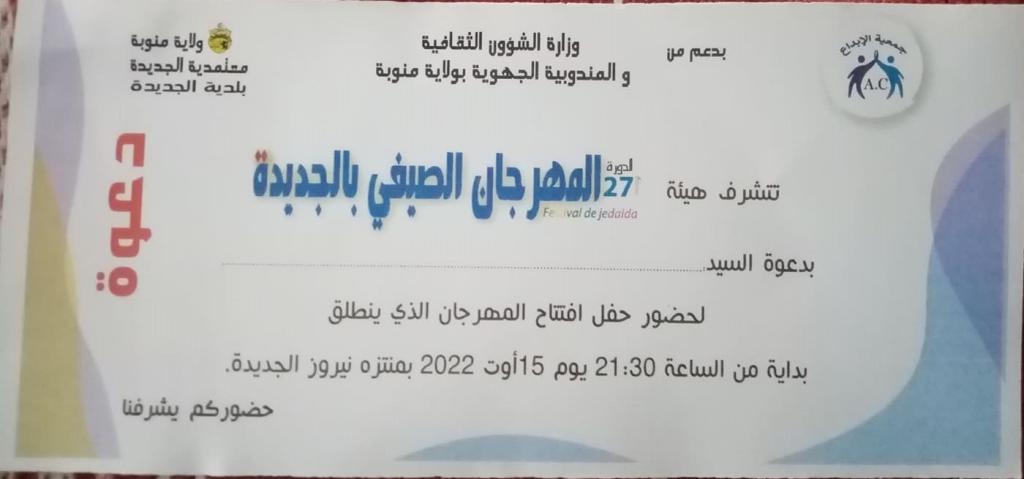 جمعية الإبداع
A.C
بدعم من
وزارة الشؤون الثقافية
و المندوبية الجهوية بولاية منوبة
ولاية منوبة
معتمدية الجديدة
بلدية الجديدة
دعوة
تتشرف هيئة
الدورة
27
المهرجان الصيفي بالجديدة
Festival de jedaida
بدعوة السيد
لحضور حفل افتتاح المهرجان الذي ينطلق
بداية من الساعة 21:30 يوم 15أوت 2022 بمنتزه نيروز الجديدة.
حضوركم يشرفنا